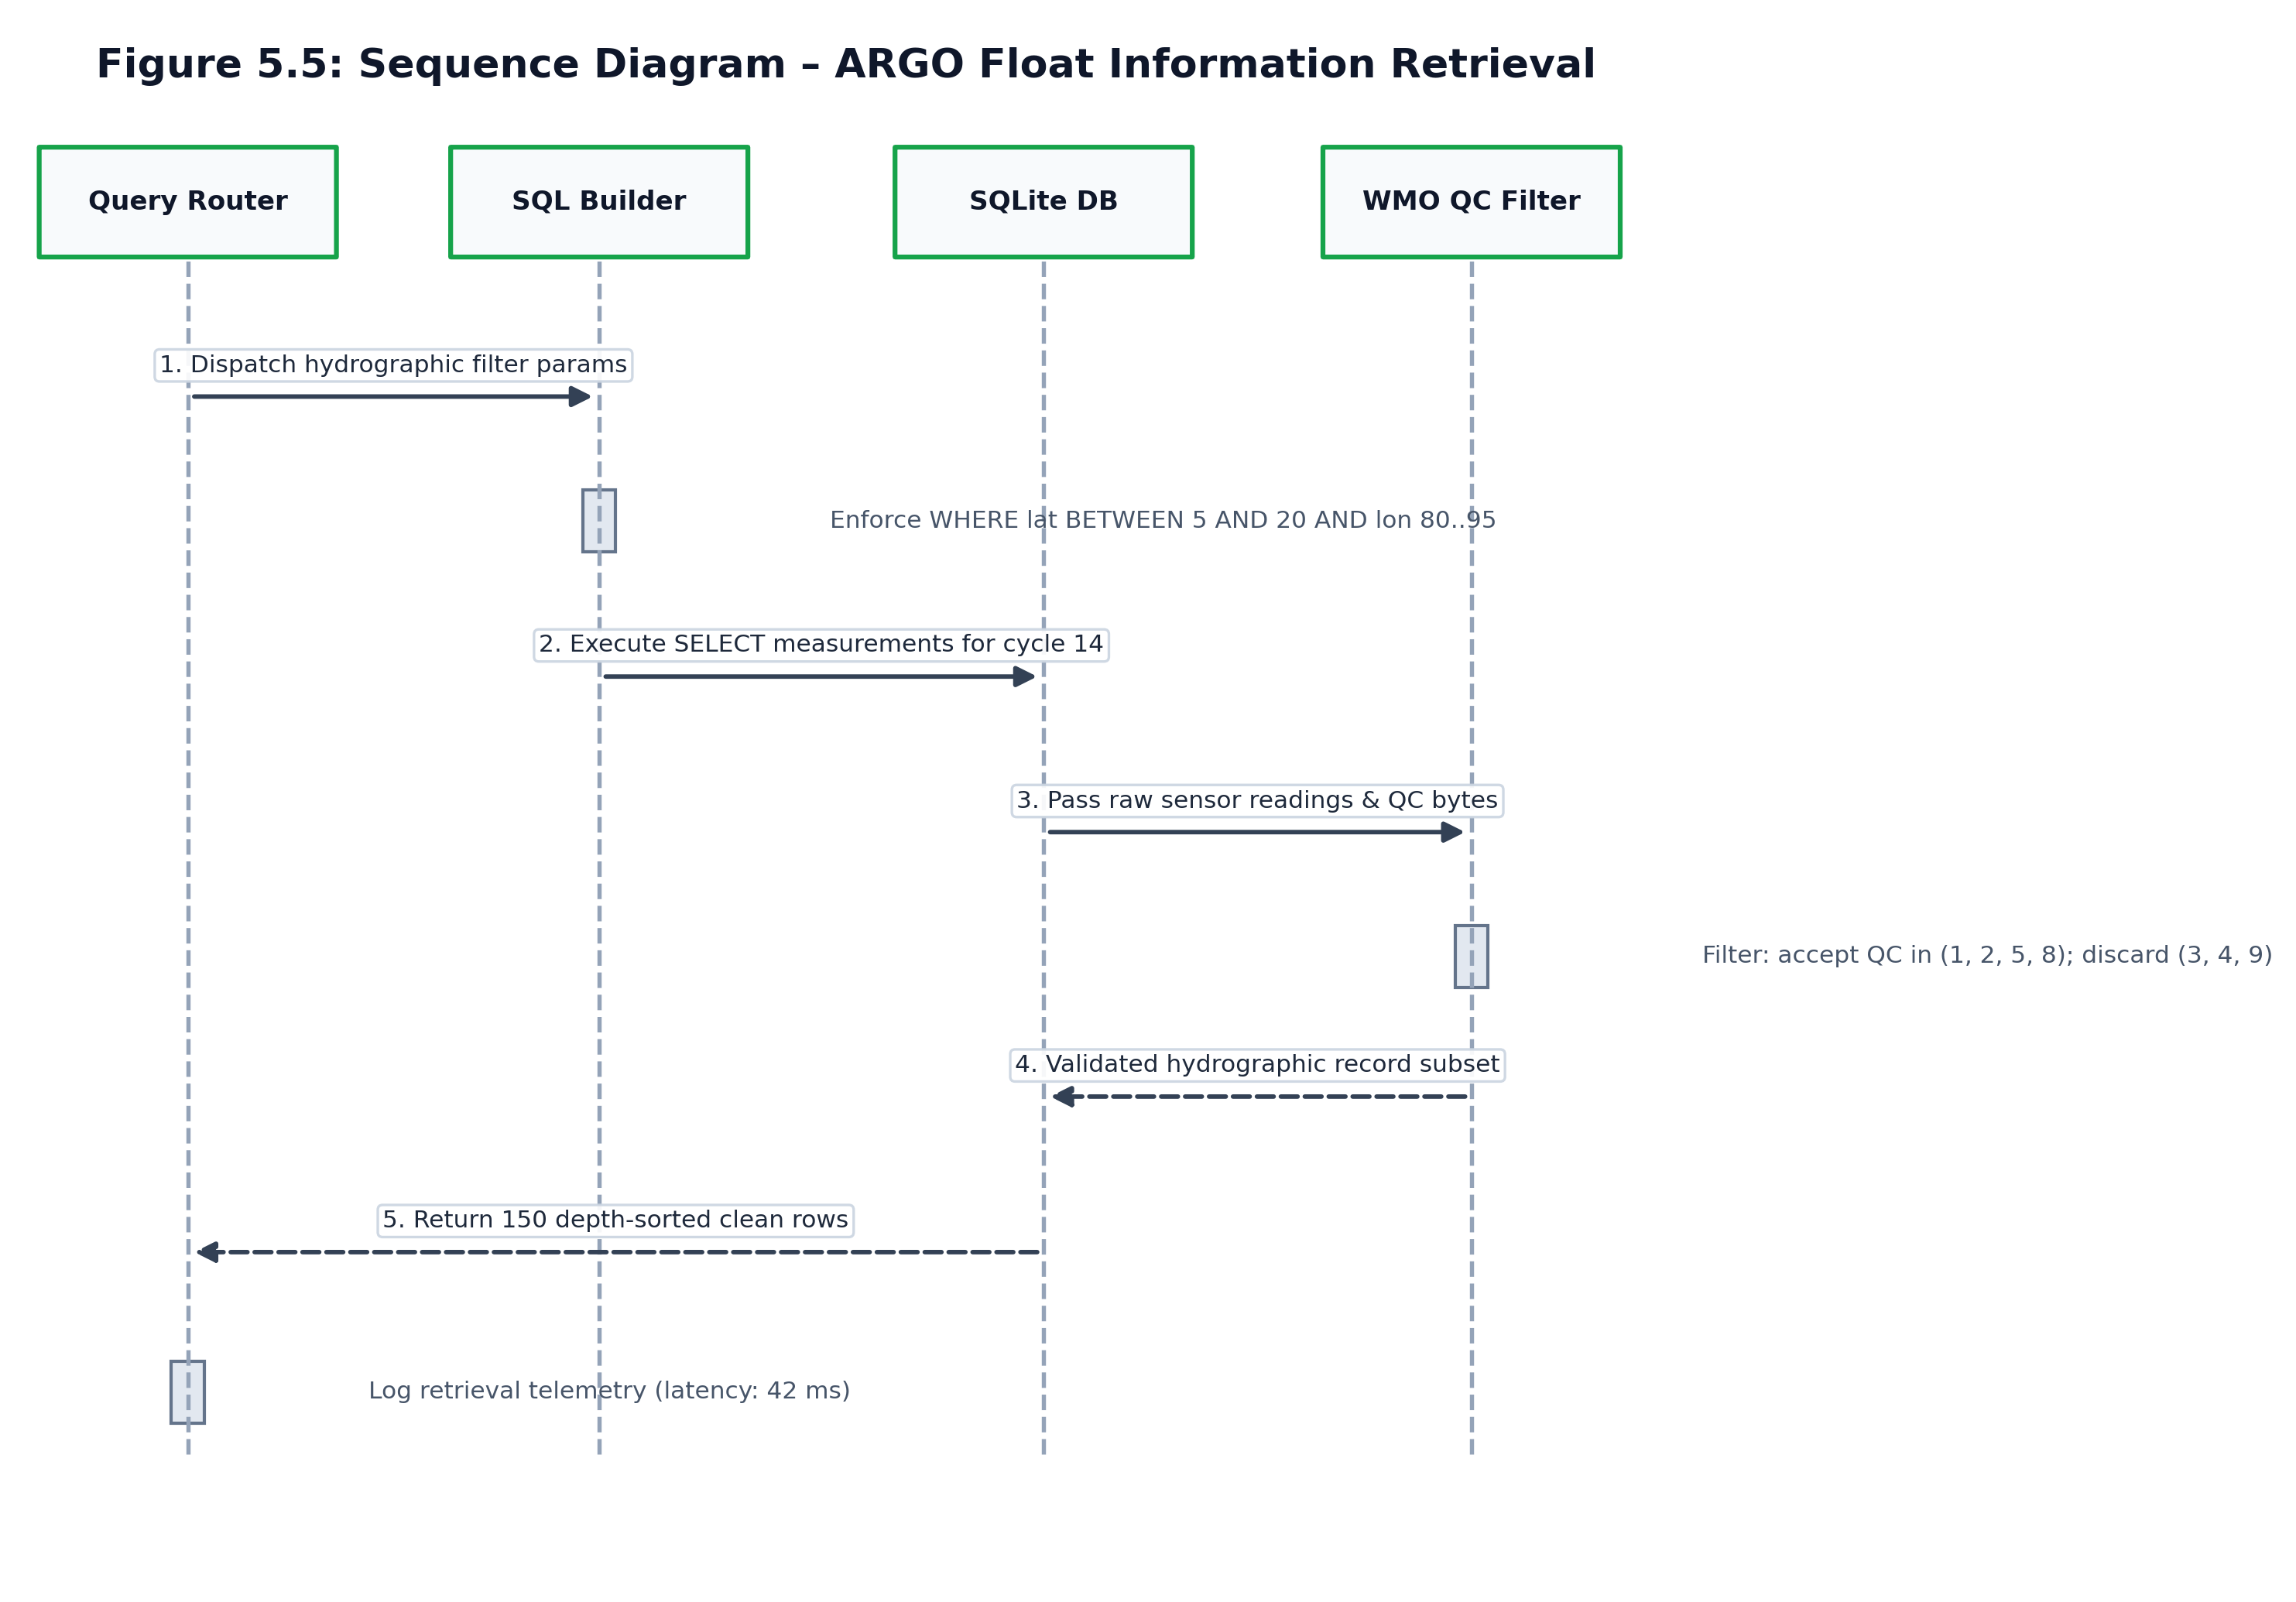 Figure 5.5: Sequence Diagram – ARGO Float Information Retrieval
Query Router
SQL Builder
SQLite DB
WMO QC Filter
1. Dispatch hydrographic filter params
Enforce WHERE lat BETWEEN 5 AND 20 AND lon 80..95
2. Execute SELECT measurements for cycle 14
3. Pass raw sensor readings & QC bytes
Filter: accept QC in (1, 2, 5, 8); discard (3, 4, 9)
4. Validated hydrographic record subset
5. Return 150 depth-sorted clean rows
Log retrieval telemetry (latency: 42 ms)